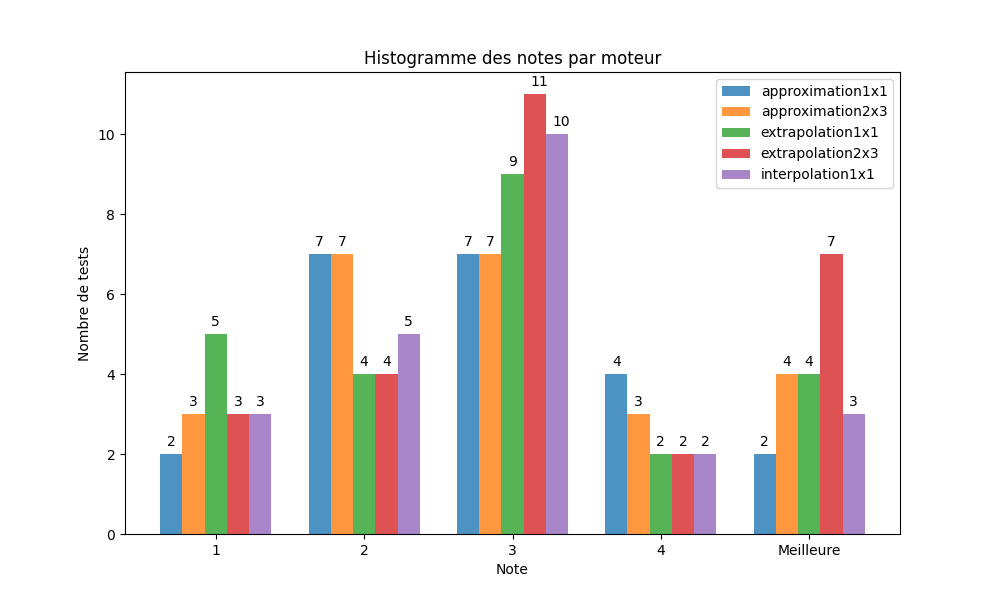 Histogramme des notes par moteur
approximation1x1
approximation2x3
extrapolation1x1
extrapolation2x3
interpolation1x1
Nombre de tests
10
8
6
4
2
0
2 3 5 3 3
7 7 4 4 5
7 7 9 11 10
4 3 2 2 2
2 4 4 7 3
1 2 3 4 Meilleure
Note